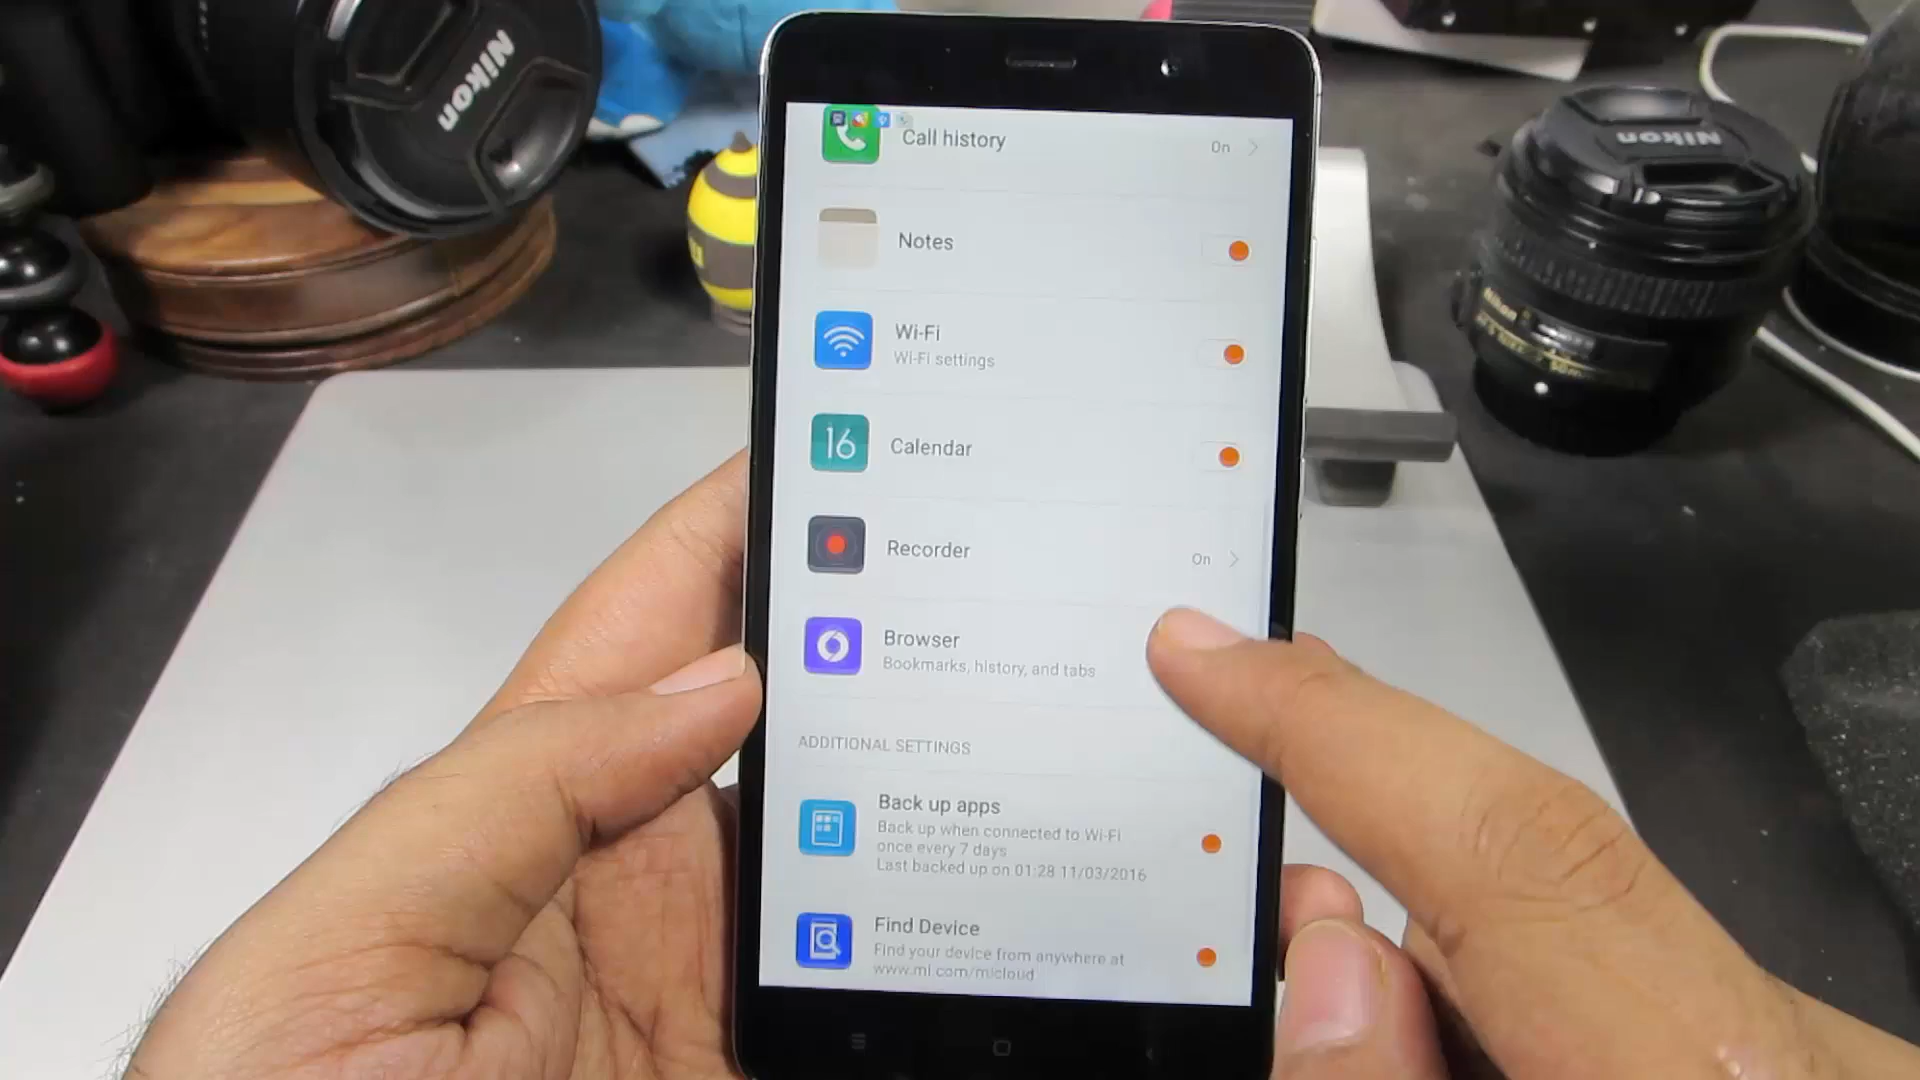 Nikon
Nikon
Nikon
50m
Call history
On
Notes
Wi-Fi
Wi-Fi settings
16
Calendar
Recorder
On
Browser
Bookmarks, history, and tabs
ADDITIONAL SETTINGS
Back up apps
Back up when connected to Wi-Fi
once every 7 days
Last backed up on 01:28 11/03/2016
Find Device
Find your device from anywhere at
www.mi.com/micloud